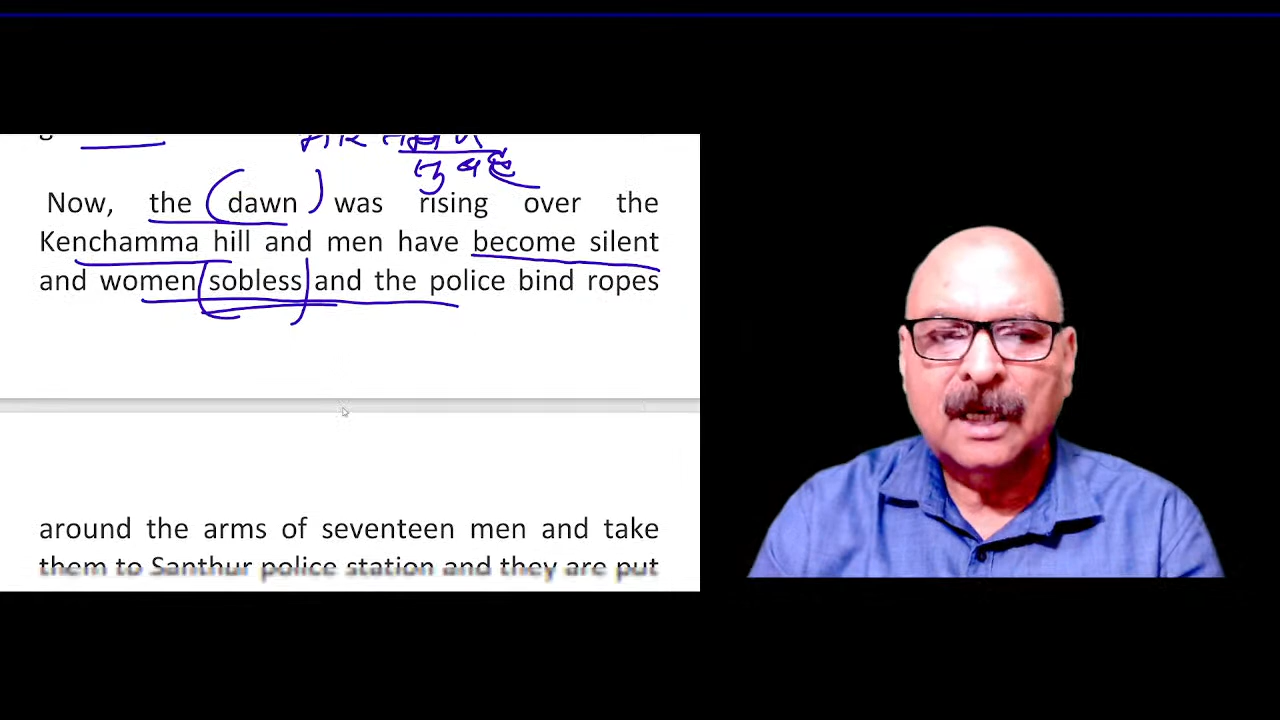 Now, the dawn was rising over the
Kenchamma hill and men have become silent
and women sobless and the police bind ropes
around the arms of seventeen men and take
them to Santhur police station and they are put